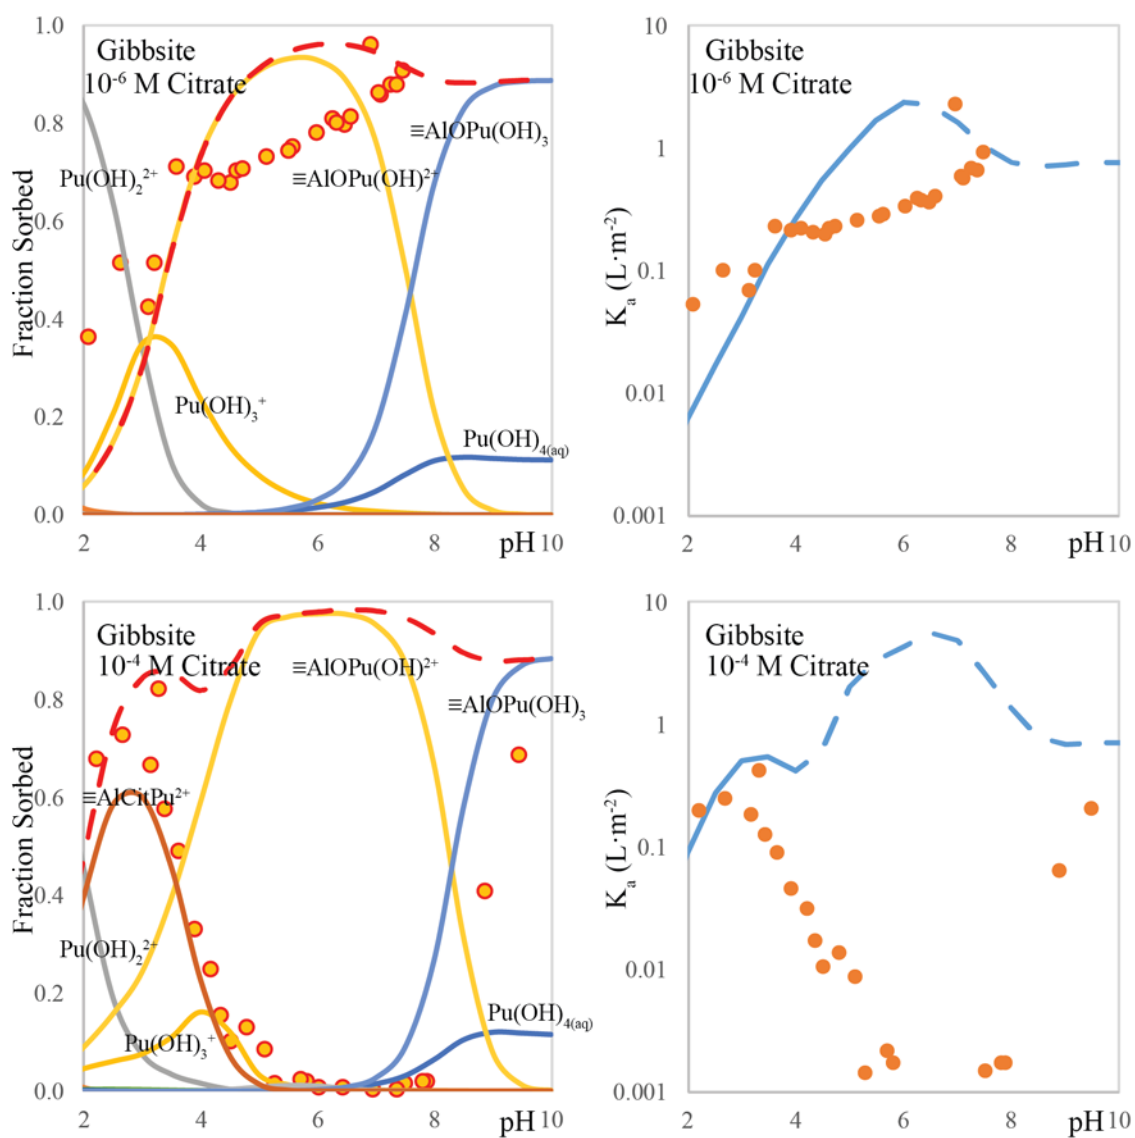 Gibbsite
10⁻⁶ M Citrate
Fraction Sorbed
1.0
0.8
0.6
0.4
0.2
0.0
Pu(OH)₂²⁺
≡AlOPu(OH)₃
≡AlOPu(OH)²⁺
Pu(OH)₃⁺
Pu(OH)₄₍ₐq₎
2 4 6 8 pH 10
Gibbsite
10⁻⁶ M Citrate
Kₐ (L·m⁻²)
10
1
0.1
0.01
0.001
2 4 6 8 pH 10
Gibbsite
10⁻⁴ M Citrate
Fraction Sorbed
1.0
0.8
0.6
0.4
0.2
0.0
≡AlOPu(OH)²⁺
≡AlOPu(OH)₃
≡AlCitPu²⁺
Pu(OH)₂²⁺
Pu(OH)₄₍ₐq₎
Pu(OH)₃⁺
2 4 6 8 pH 10
Gibbsite
10⁻⁴ M Citrate
Kₐ (L·m⁻²)
10
1
0.1
0.01
0.001
2 4 6 8 pH 10